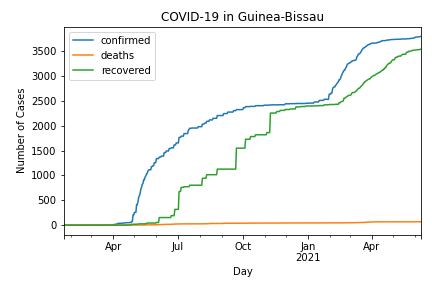 COVID-19 in Guinea-Bissau
confirmed
deaths
recovered
Number of Cases
3500
3000
2500
2000
1500
1000
500
0
Apr
Jul
Oct
Jan
2021
Apr
Day